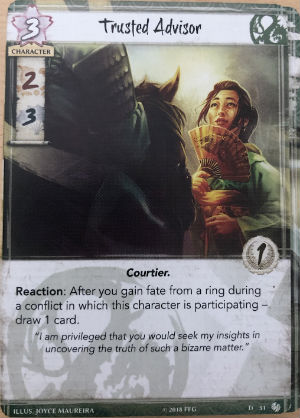 3
Trusted Advisor
CHARACTER
2
3
1
Courtier.
Reaction: After you gain fate from a ring during
a conflict in which this character is participating –
draw 1 card.
"I am privileged that you would seek my insights in
uncovering the truth of such a bizarre matter."
ILLUS. JOYCE MAUREIRA © 2018 FFG D 31